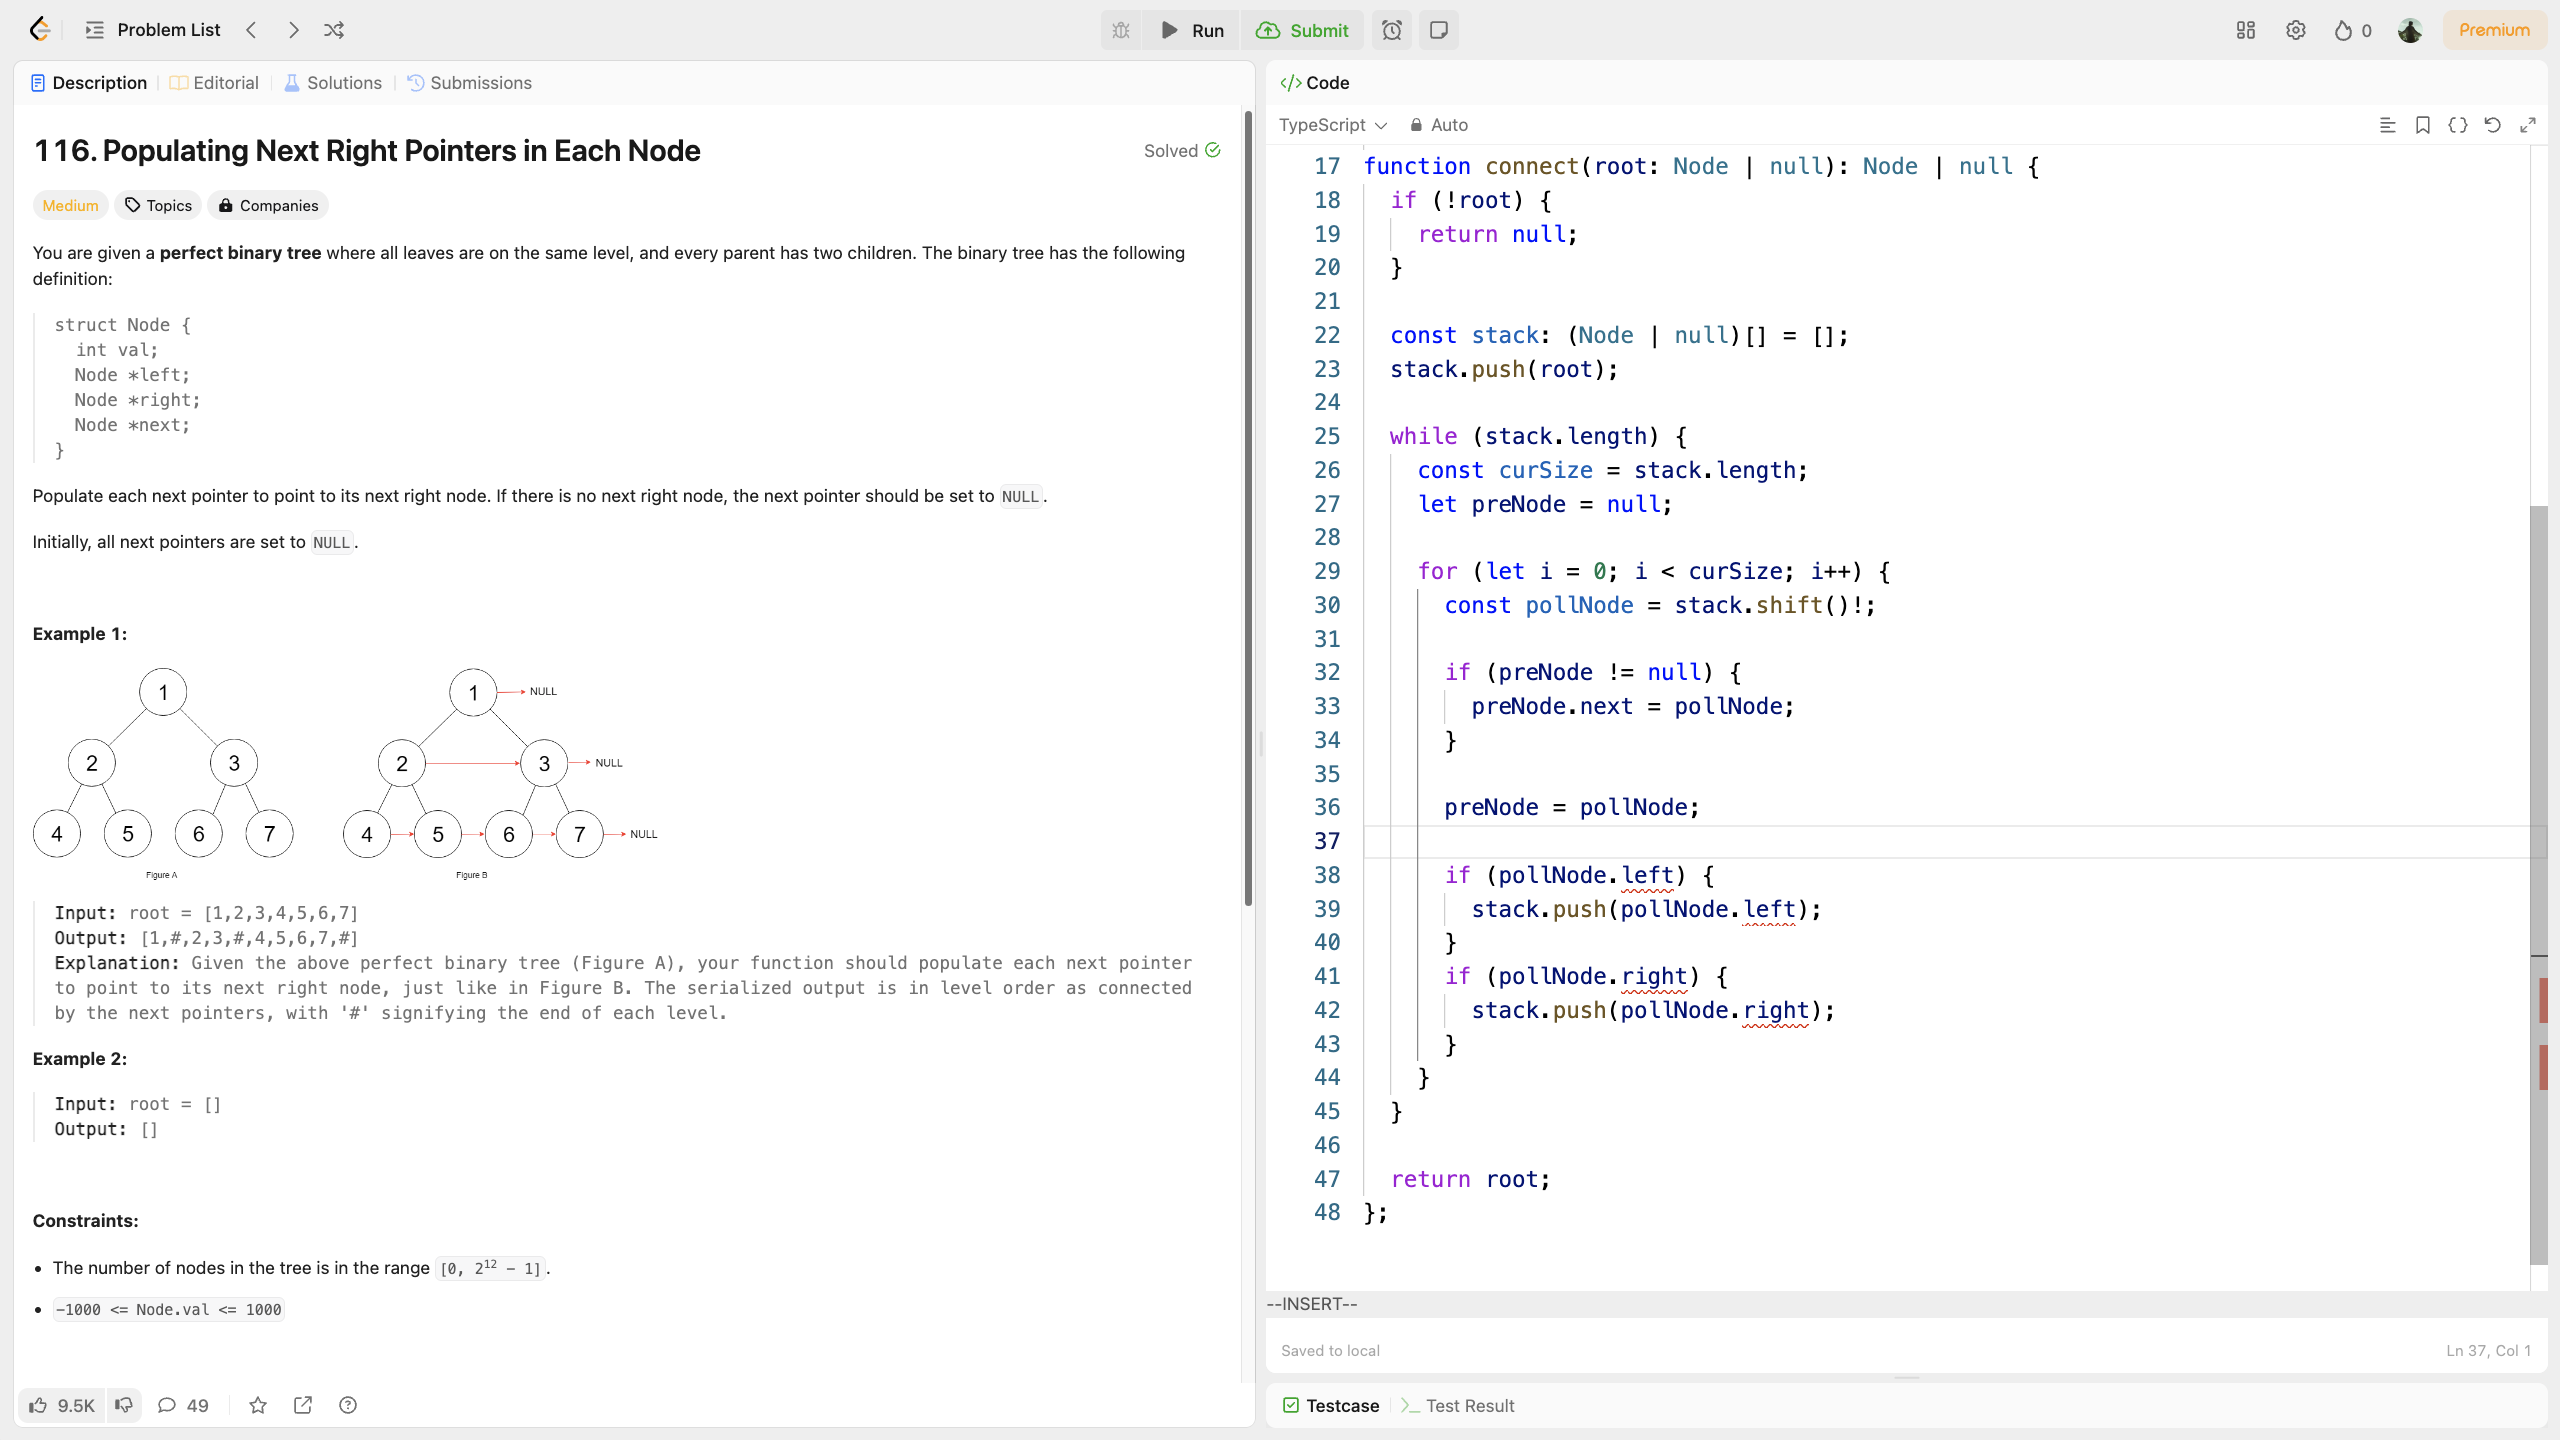 Problem List
Run
Submit
0
Premium
Description
Editorial
Solutions
Submissions
116. Populating Next Right Pointers in Each Node
Solved
Medium
Topics
Companies
You are given a perfect binary tree where all leaves are on the same level, and every parent has two children. The binary tree has the following
definition:
struct Node {
  int val;
  Node *left;
  Node *right;
  Node *next;
}
Populate each next pointer to point to its next right node. If there is no next right node, the next pointer should be set to NULL.
Initially, all next pointers are set to NULL.
Example 1:
1
1 NULL
2 3
2 3 NULL
4 5 6 7
4 5 6 7 NULL
Figure A
Figure B
Input: root = [1,2,3,4,5,6,7]
Output: [1,#,2,3,#,4,5,6,7,#]
Explanation: Given the above perfect binary tree (Figure A), your function should populate each next pointer
to point to its next right node, just like in Figure B. The serialized output is in level order as connected
by the next pointers, with '#' signifying the end of each level.
Example 2:
Input: root = []
Output: []
Constraints:
• The number of nodes in the tree is in the range [0, 2¹² - 1].
• -1000 <= Node.val <= 1000
9.5K
49
</> Code
TypeScript
Auto
17 function connect(root: Node | null): Node | null {
18   if (!root) {
19     return null;
20   }
21
22   const stack: (Node | null)[] = [];
23   stack.push(root);
24
25   while (stack.length) {
26     const curSize = stack.length;
27     let preNode = null;
28
29     for (let i = 0; i < curSize; i++) {
30       const pollNode = stack.shift()!;
31
32       if (preNode != null) {
33         preNode.next = pollNode;
34       }
35
36       preNode = pollNode;
37
38       if (pollNode.left) {
39         stack.push(pollNode.left);
40       }
41       if (pollNode.right) {
42         stack.push(pollNode.right);
43       }
44     }
45   }
46
47   return root;
48 };
--INSERT--
Saved to local
Ln 37, Col 1
Testcase
>_ Test Result